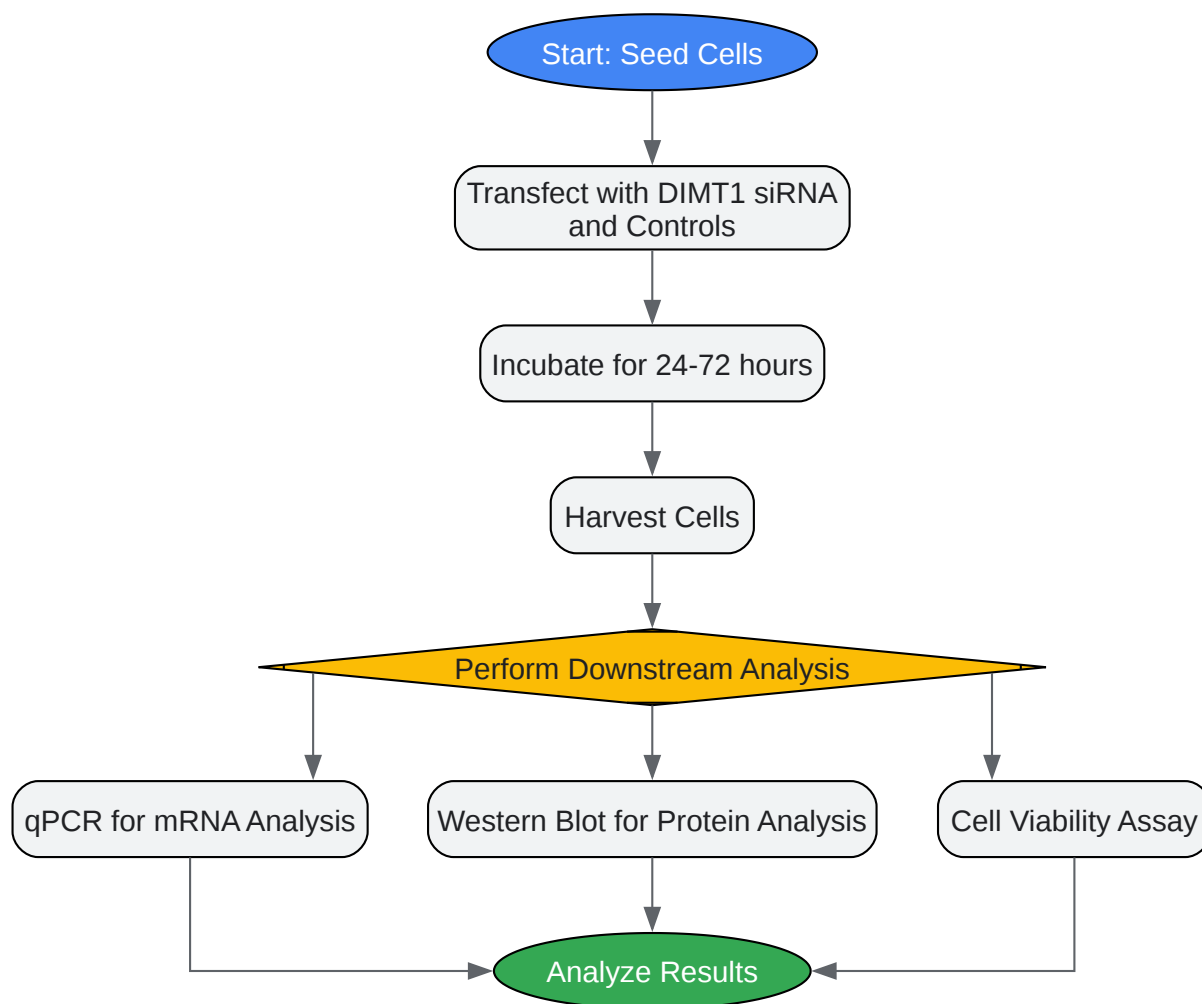 Start: Seed Cells
Transfect with DIMT1 siRNA
and Controls
Incubate for 24-72 hours
Harvest Cells
Perform Downstream Analysis
qPCR for mRNA Analysis
Western Blot for Protein Analysis
Cell Viability Assay
Analyze Results